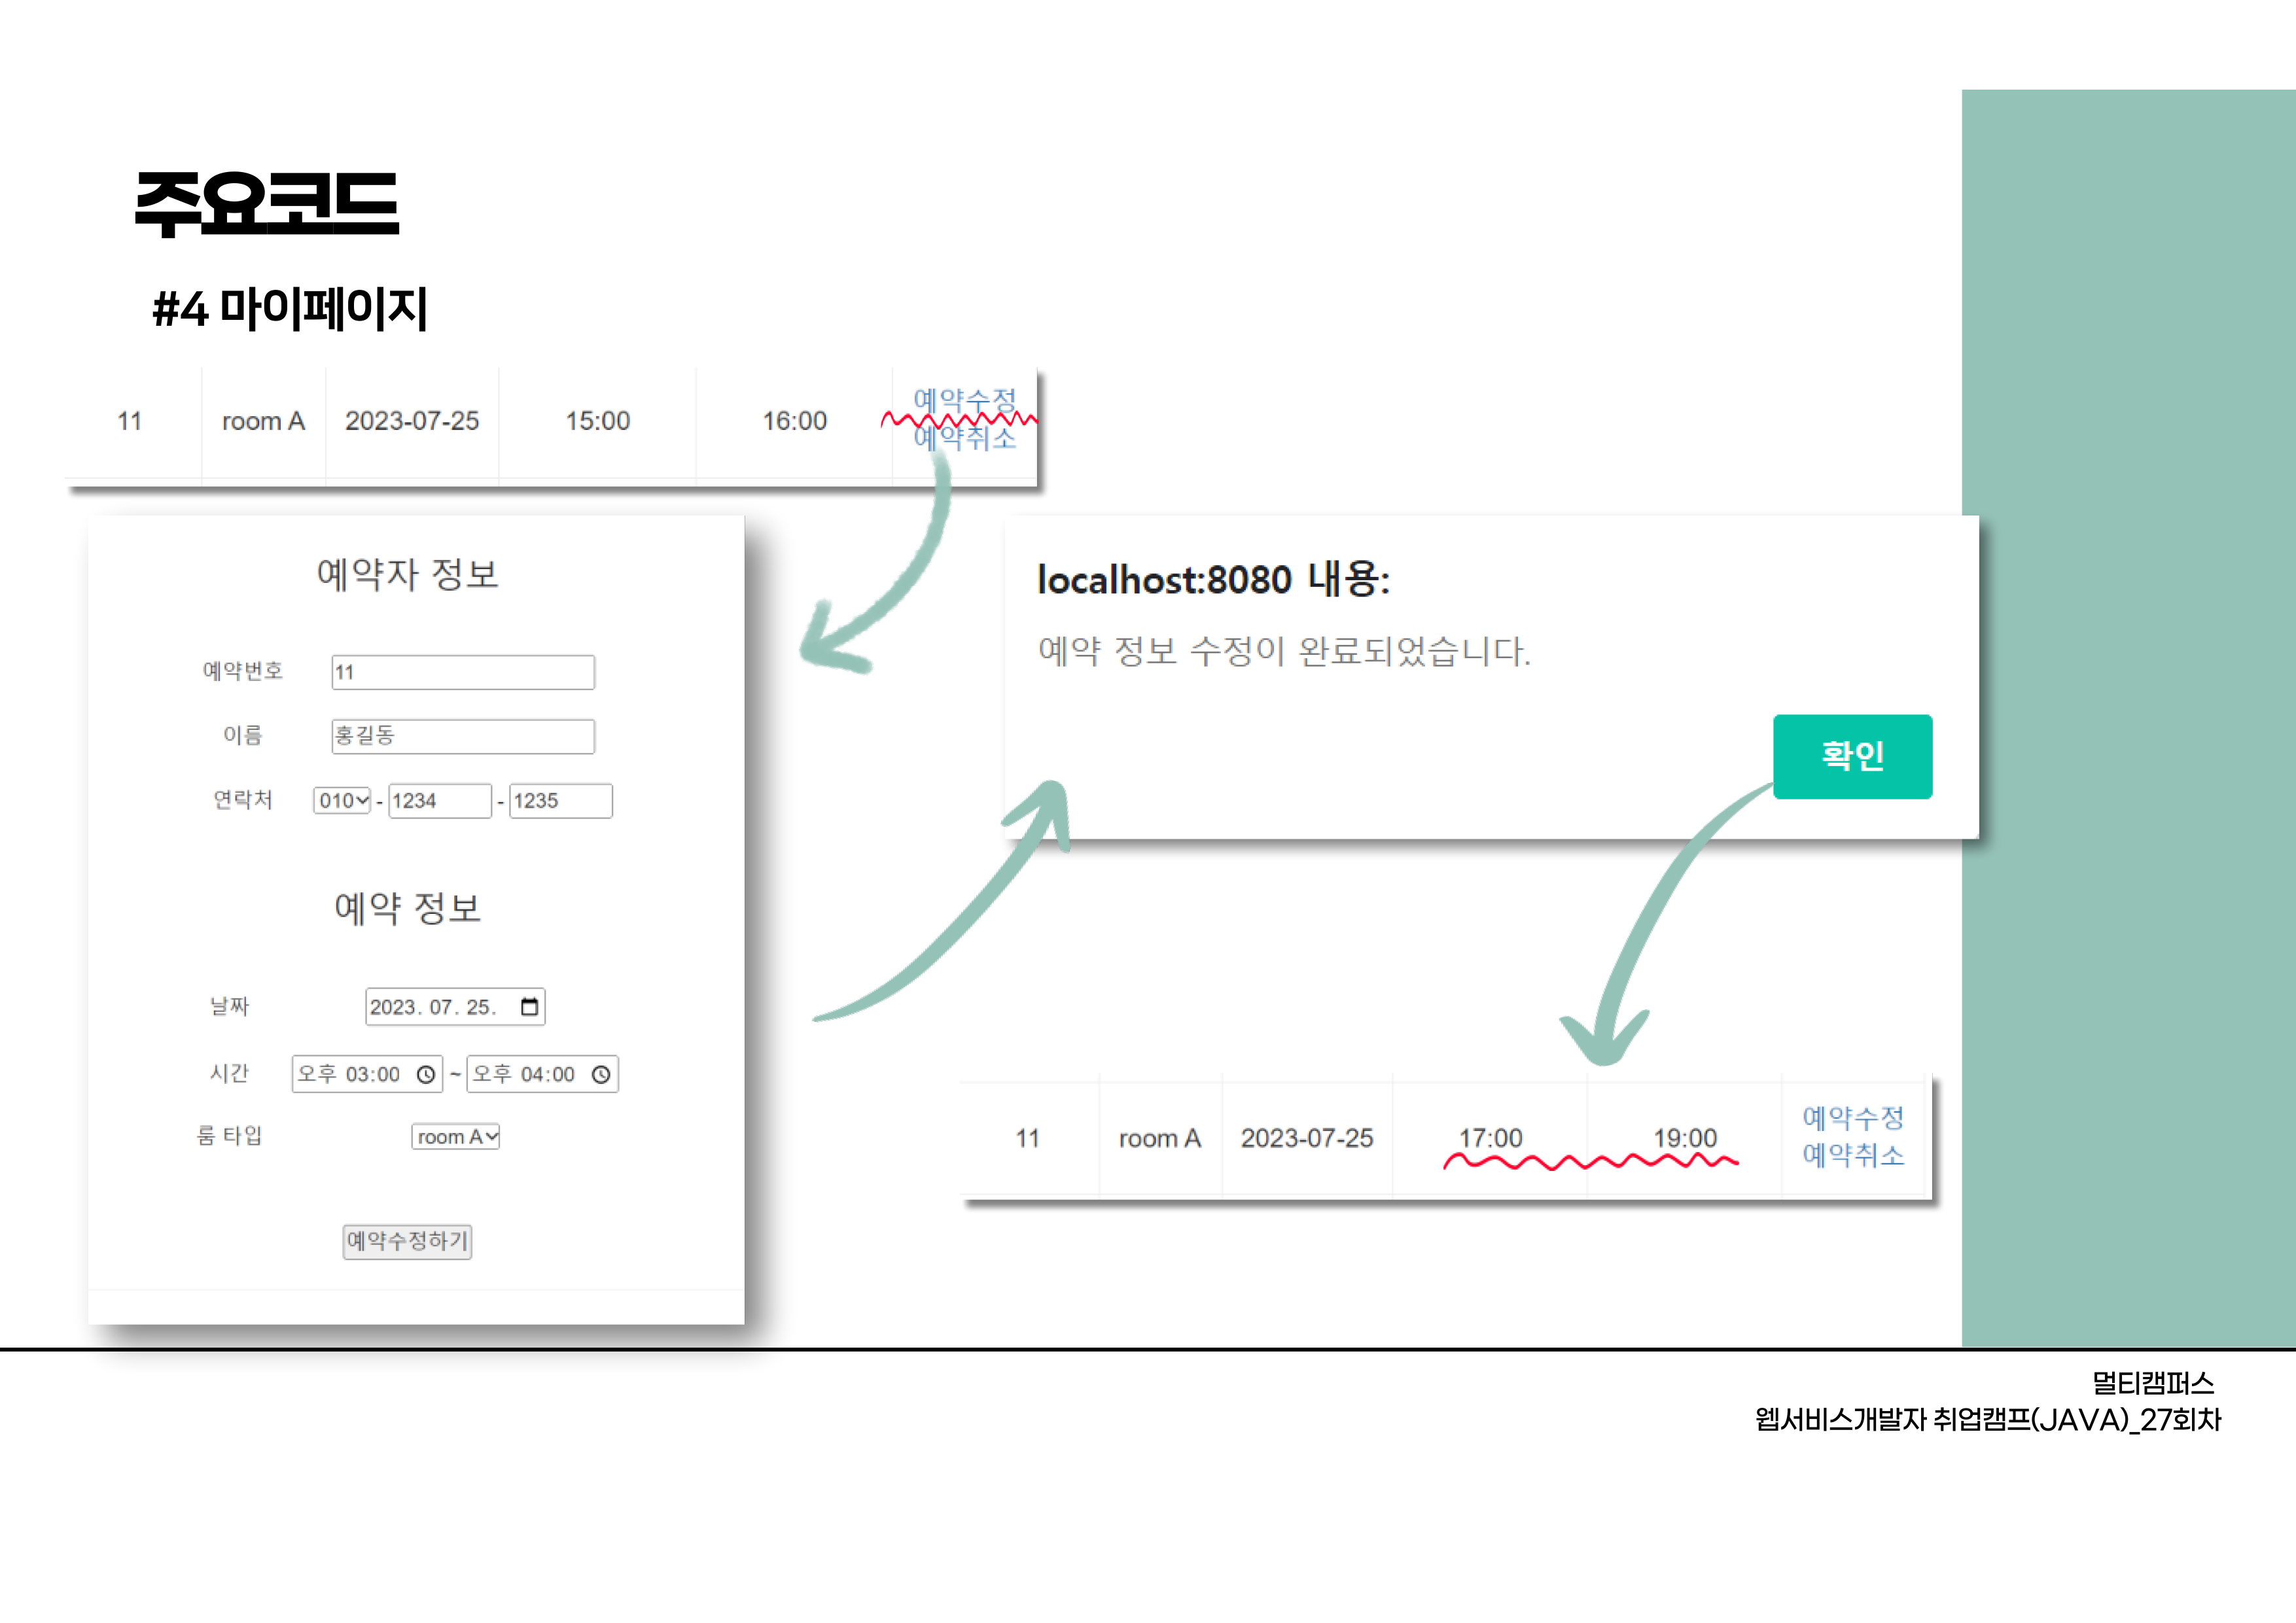 주요코드
#4 마이페이지
11 room A 2023-07-25 15:00 16:00 예약수정
예약취소
예약자 정보
예약번호 11
이름 홍길동
연락처 010 - 1234 - 1235
예약 정보
날짜 2023. 07. 25.
시간 오후 03:00 ~ 오후 04:00
룸 타입 room A
예약수정하기
localhost:8080 내용:
예약 정보 수정이 완료되었습니다.
확인
11 room A 2023-07-25 17:00 19:00 예약수정
예약취소
멀티캠퍼스
웹서비스개발자 취업캠프(JAVA)_27회차